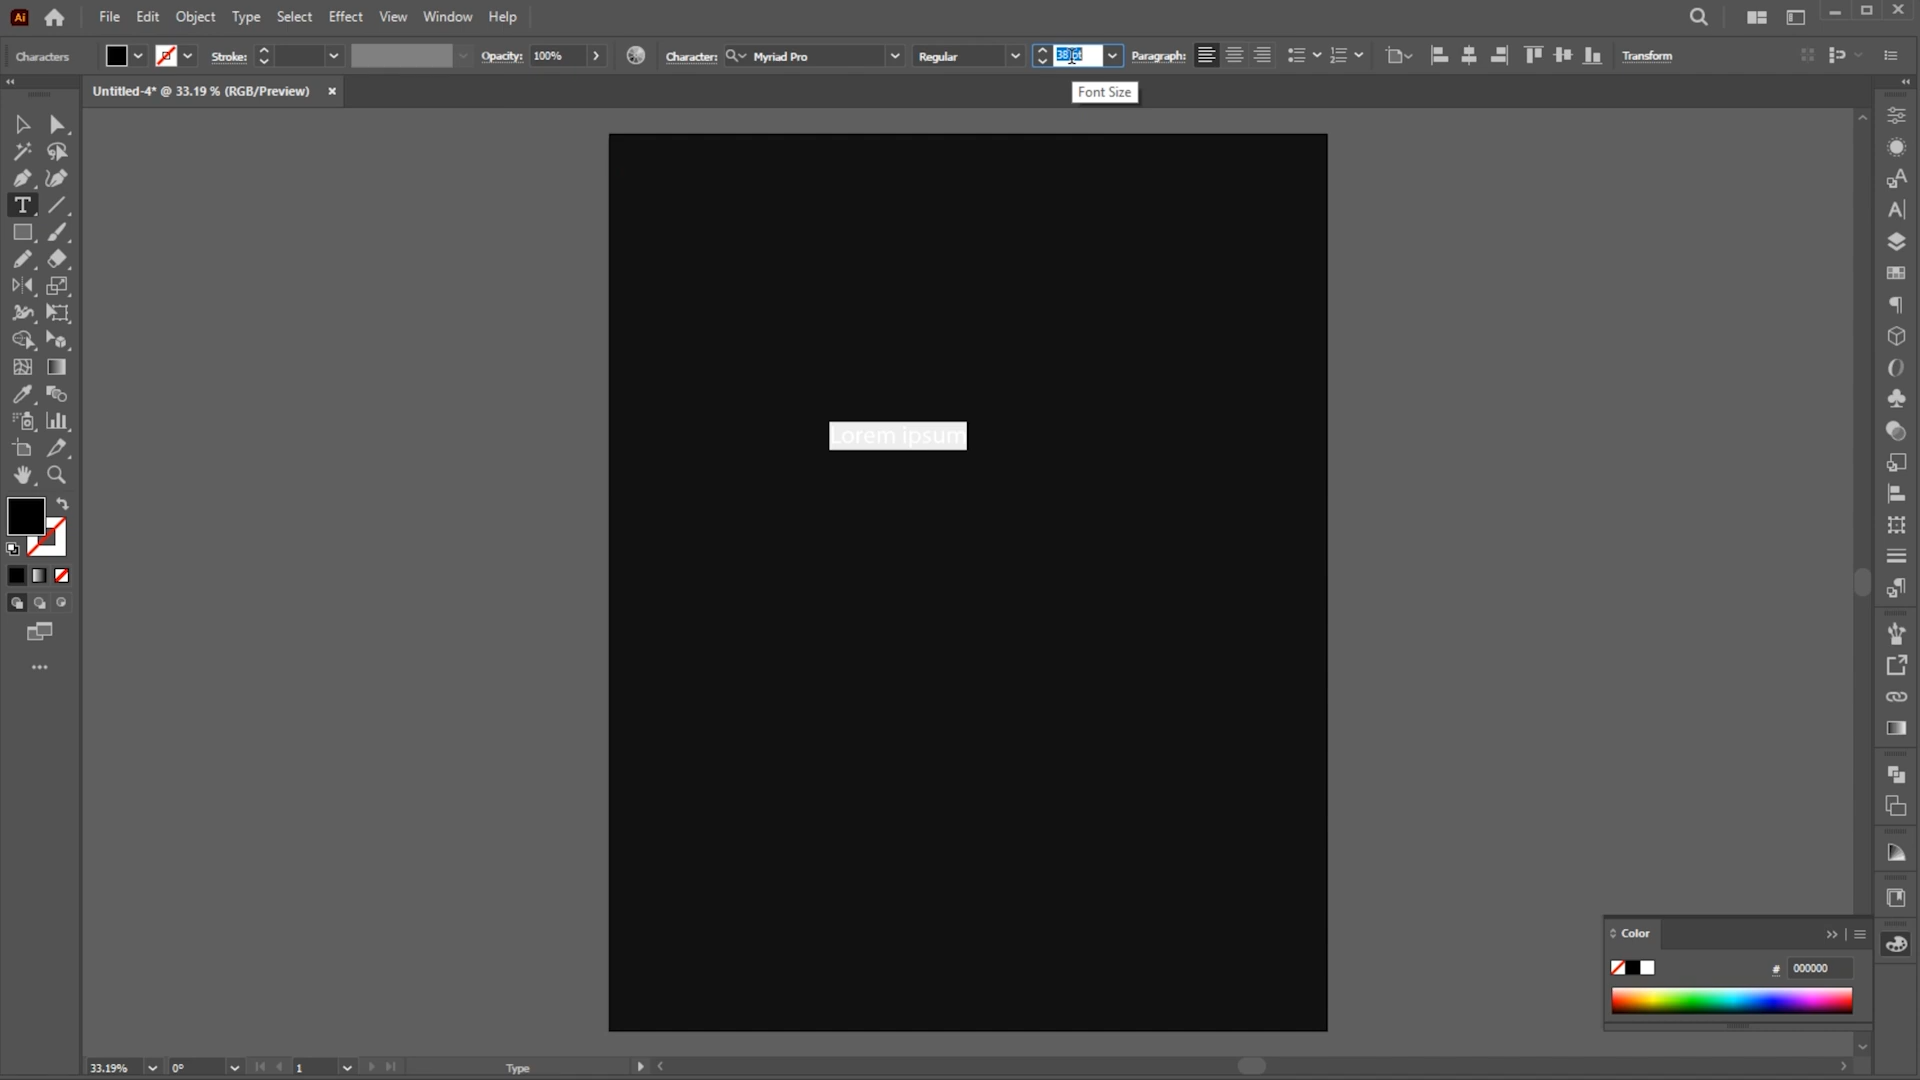 Ai File Edit Object Type Select Effect View Window Help
Characters Stroke: Opacity: 100% Character: Myriad Pro Regular Paragraph: Transform
Untitled-4* @ 33.19 % (RGB/Preview)
Font Size
Lorem ipsum
Color
# 000000
33.19% 0° 1 Type